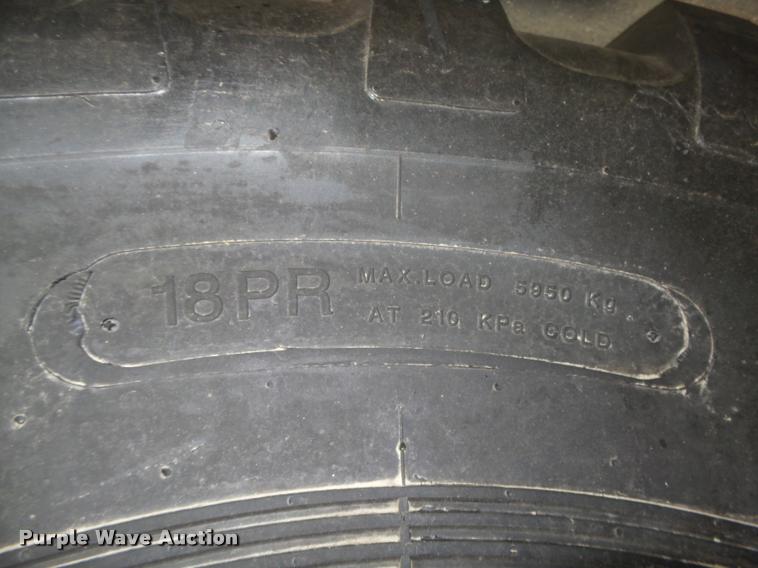 18PR
MAX.LOAD 5950 Kg
AT 210 KPa COLD
Purple Wave Auction